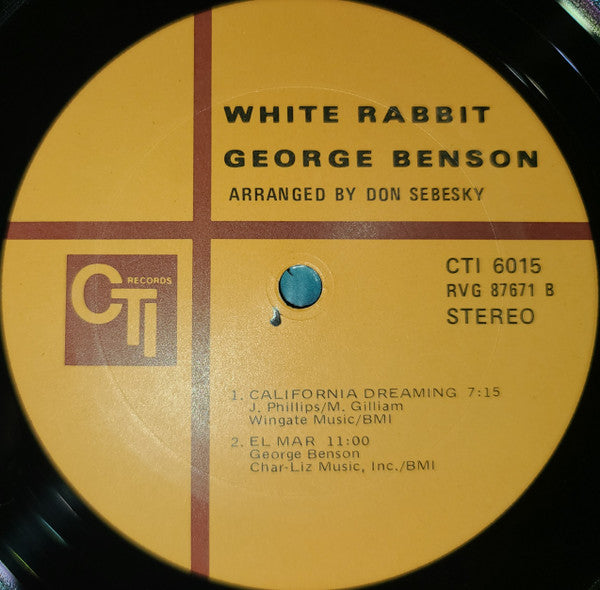 WHITE RABBIT
GEORGE BENSON
ARRANGED BY DON SEBESKY
CTI RECORDS
CTI 6015
RVG 87671 B
STEREO
1. CALIFORNIA DREAMING 7:15
J. Phillips/M. Gilliam
Wingate Music/BMI
2. EL MAR 11:00
George Benson
Char-Liz Music, Inc./BMI